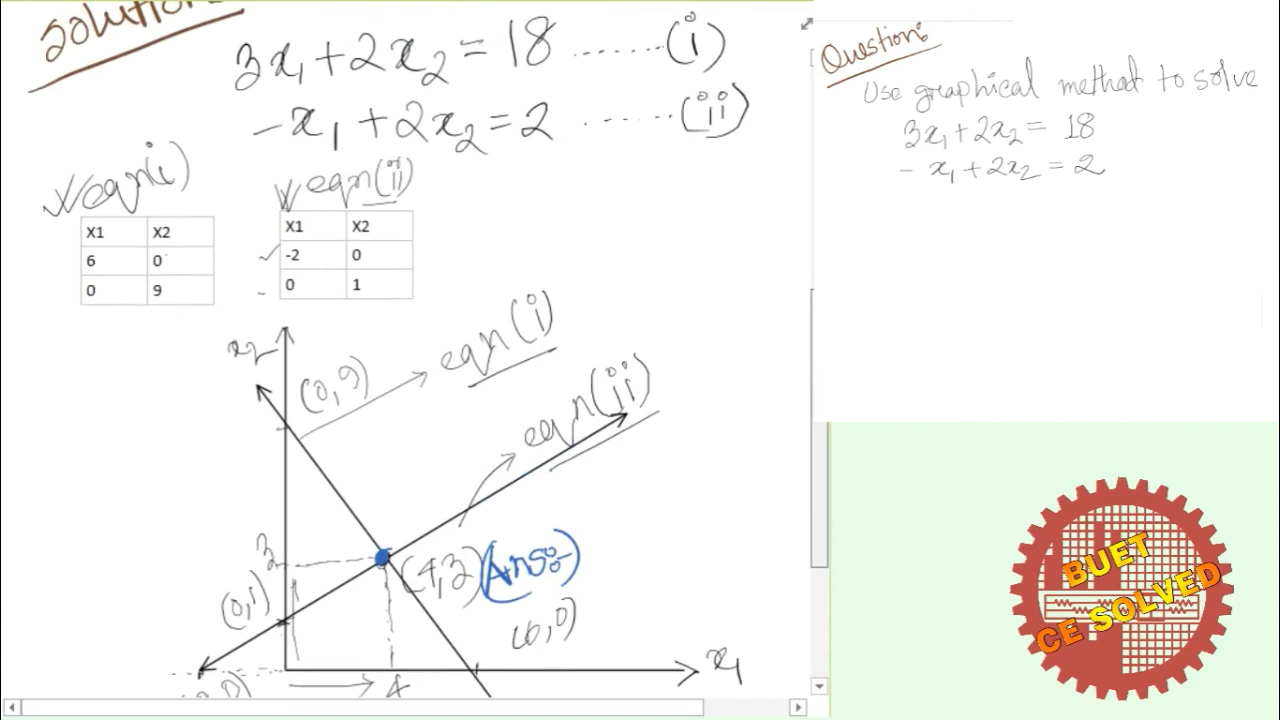 Solution
3x₁ + 2x₂ = 18 ......(i)
-x₁ + 2x₂ = 2 ......(ii)
eqn(i)
X1 X2
6 0
0 9
eqn(ii)
X1 X2
-2 0
0 1
x₂
(0,9)
eqn(i)
eqn(ii)
3
(4,3) (Ans:-)
(0,1)
(6,0)
x₁
4
Question:
Use graphical method to solve
3x₁ + 2x₂ = 18
- x₁ + 2x₂ = 2
BUET
CE SOLVED